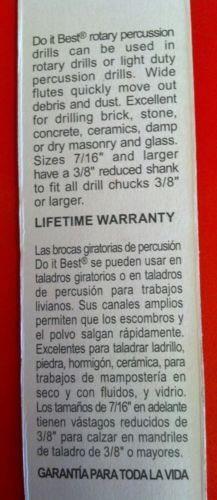 Do it Best® rotary percussion
drills can be used in
rotary drills or light duty
percussion drills. Wide
flutes quickly move out
debris and dust. Excellent
for drilling brick, stone,
concrete, ceramics, damp
or dry masonry and glass.
Sizes 7/16" and larger
have a 3/8" reduced shank
to fit all drill chucks 3/8"
or larger.
LIFETIME WARRANTY
Las brocas giratorias de percusión
Do it Best® se pueden usar en
taladros giratorios o en taladros
de percusión para trabajos
livianos. Sus canales amplios
permiten que los escombros y
el polvo salgan rápidamente.
Excelentes para taladrar ladrillo,
piedra, hormigón, cerámica, para
trabajos de mampostería en
seco y con fluidos, y vidrio.
Los tamaños de 7/16" en adelante
tienen vástagos reducidos de
3/8" para calzar en mandriles
de taladro de 3/8" o mayores.
GARANTÍA PARA TODA LA VIDA